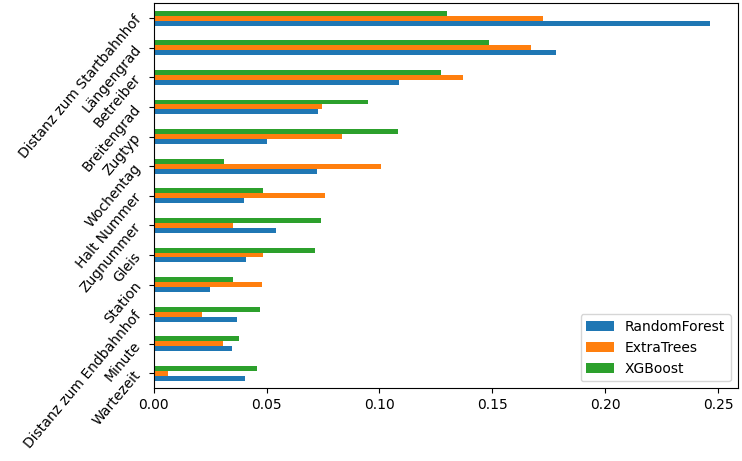 Distanz zum Startbahnhof
Längengrad
Betreiber
Breitengrad
Zugtyp
Wochentag
Halt Nummer
Zugnummer
Gleis
Station
Distanz zum Endbahnhof
Minute
Wartezeit
RandomForest
ExtraTrees
XGBoost
0.00 0.05 0.10 0.15 0.20 0.25